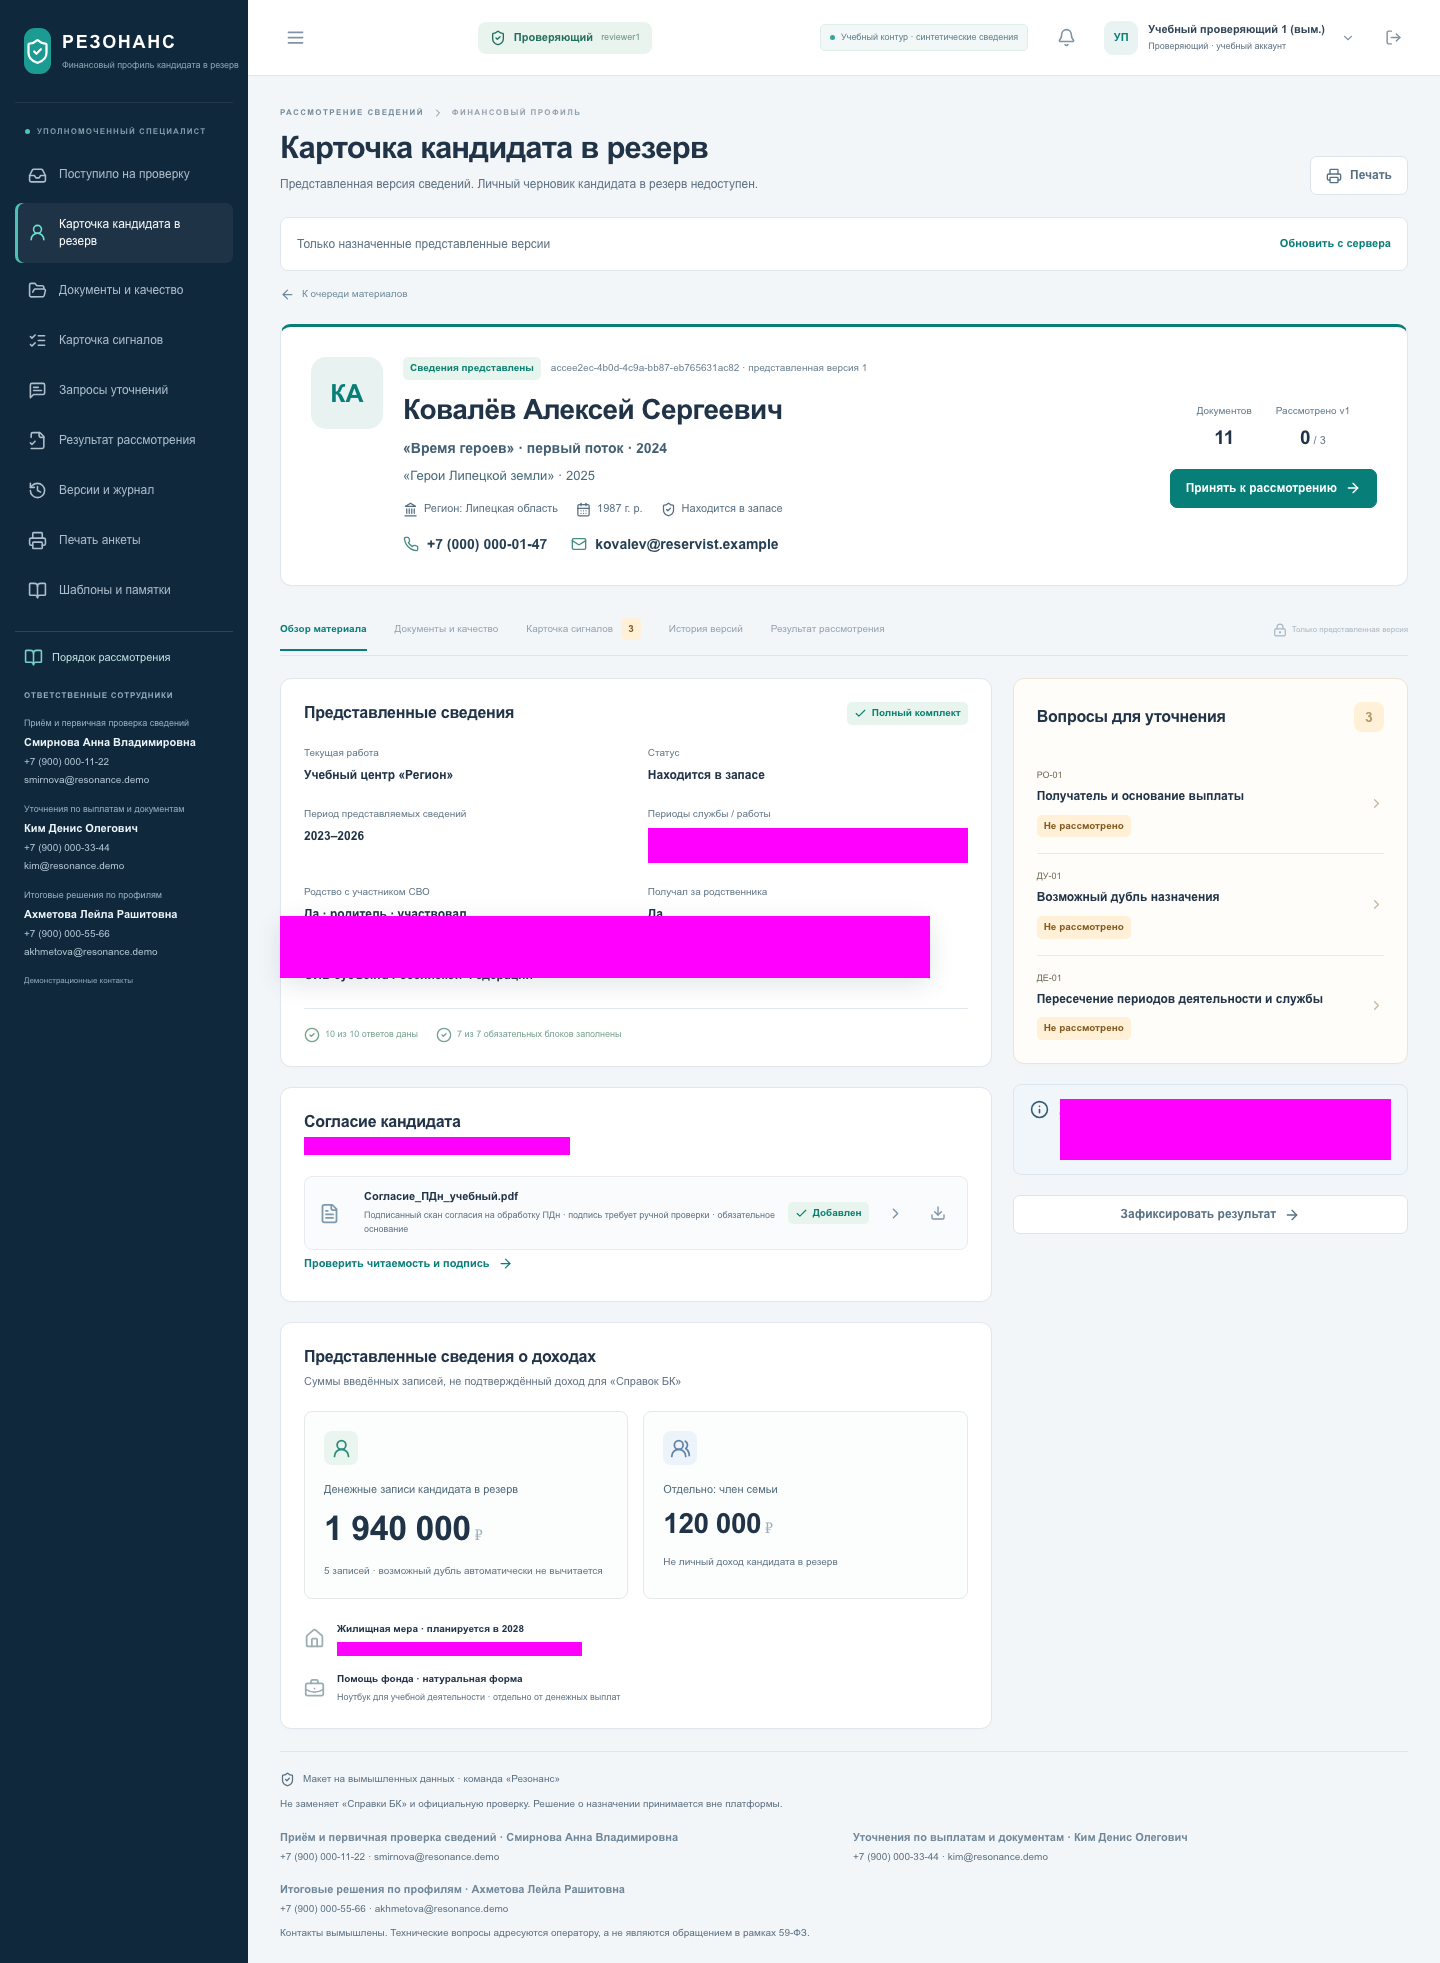 РЕЗОНАНС
Финансовый профиль кандидата в резерв
УПОЛНОМОЧЕННЫЙ СПЕЦИАЛИСТ
Поступило на проверку
Карточка кандидата в
резерв
Документы и качество
Карточка сигналов
Запросы уточнений
Результат рассмотрения
Версии и журнал
Печать анкеты
Шаблоны и памятки
Порядок рассмотрения
ОТВЕТСТВЕННЫЕ СОТРУДНИКИ
Приём и первичная проверка сведений
Смирнова Анна Владимировна
+7 (900) 000-11-22
smirnova@resonance.demo
Уточнения по выплатам и документам
Ким Денис Олегович
+7 (900) 000-33-44
kim@resonance.demo
Итоговые решения по профилям
Ахметова Лейла Рашитовна
+7 (900) 000-55-66
akhmetova@resonance.demo
Демонстрационные контакты
Проверяющий reviewer1
Учебный контур · синтетические сведения
УП
Учебный проверяющий 1 (вым.)
Проверяющий · учебный аккаунт
РАССМОТРЕНИЕ СВЕДЕНИЙ
ФИНАНСОВЫЙ ПРОФИЛЬ
Карточка кандидата в резерв
Представленная версия сведений. Личный черновик кандидата в резерв недоступен.
Печать
Только назначенные представленные версии
Обновить с сервера
К очереди материалов
КА
Сведения представлены
accee2ec-4b0d-4c9a-bb87-eb765631ac82 · представленная версия 1
Ковалёв Алексей Сергеевич
«Время героев» · первый поток · 2024
«Герои Липецкой земли» · 2025
Регион: Липецкая область
1987 г. р.
Находится в запасе
+7 (000) 000-01-47
kovalev@reservist.example
Документов
11
Рассмотрено v1
0 / 3
Принять к рассмотрению
Обзор материала
Документы и качество
Карточка сигналов 3
История версий
Результат рассмотрения
Только представленная версия
Представленные сведения
Полный комплект
Текущая работа
Учебный центр «Регион»
Статус
Находится в запасе
Период представляемых сведений
2023–2026
Периоды службы / работы
Родство с участником СВО
Да · родитель · участвовал
Получал за родственника
Да
10 из 10 ответов даны
7 из 7 обязательных блоков заполнены
Согласие кандидата
Согласие_ПДн_учебный.pdf
Подписанный скан согласия на обработку ПДн · подпись требует ручной проверки · обязательное
основание
Добавлен
Проверить читаемость и подпись
Представленные сведения о доходах
Суммы введённых записей, не подтверждённый доход для «Справок БК»
Денежные записи кандидата в резерв
1 940 000 ₽
5 записей · возможный дубль автоматически не вычитается
Отдельно: член семьи
120 000 ₽
Не личный доход кандидата в резерв
Жилищная мера · планируется в 2028
Помощь фонда · натуральная форма
Ноутбук для учебной деятельности · отдельно от денежных выплат
Вопросы для уточнения
3
РО-01
Получатель и основание выплаты
Не рассмотрено
ДУ-01
Возможный дубль назначения
Не рассмотрено
ДЕ-01
Пересечение периодов деятельности и службы
Не рассмотрено
Зафиксировать результат
Макет на вымышленных данных · команда «Резонанс»
Не заменяет «Справки БК» и официальную проверку. Решение о назначении принимается вне платформы.
Приём и первичная проверка сведений · Смирнова Анна Владимировна
+7 (900) 000-11-22 · smirnova@resonance.demo
Уточнения по выплатам и документам · Ким Денис Олегович
+7 (900) 000-33-44 · kim@resonance.demo
Итоговые решения по профилям · Ахметова Лейла Рашитовна
+7 (900) 000-55-66 · akhmetova@resonance.demo
Контакты вымышлены. Технические вопросы адресуются оператору, а не являются обращением в рамках 59-ФЗ.